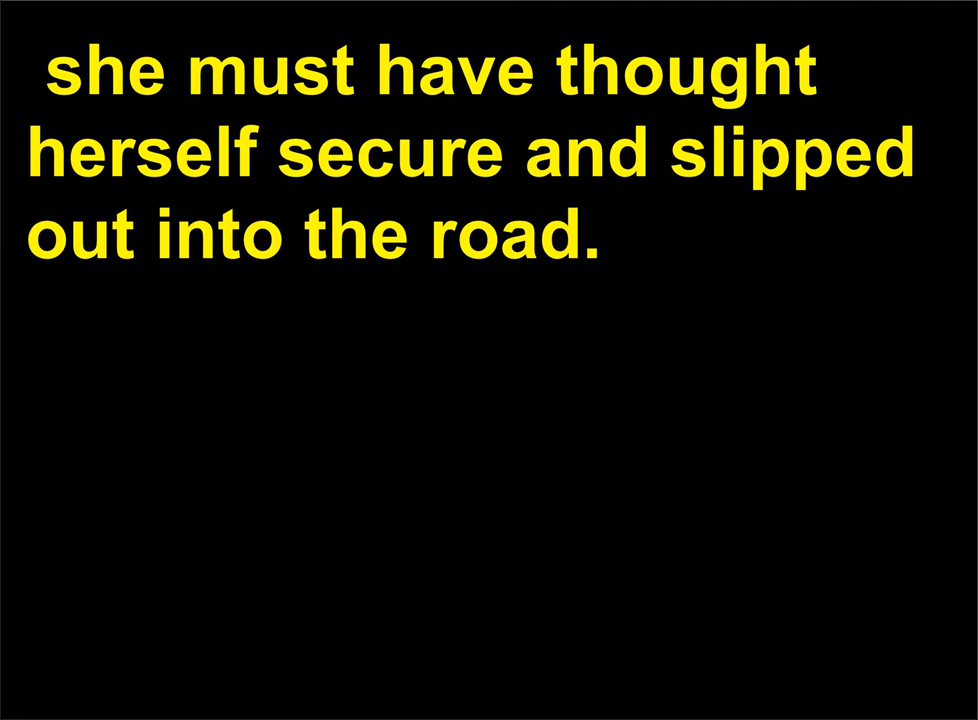 she must have thought
herself secure and slipped
out into the road.